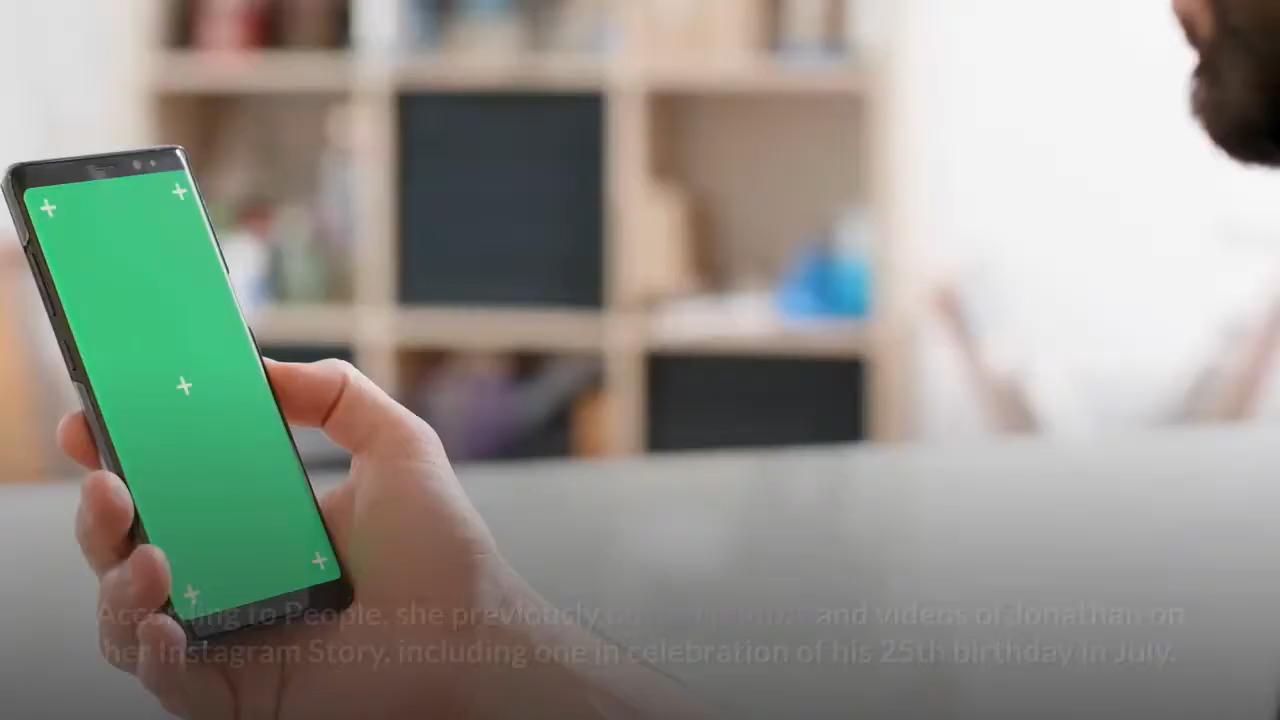 According to People, she previously and videos of Jonathan on
her Instagram Story, including one in celebration of his 25th birthday in July.